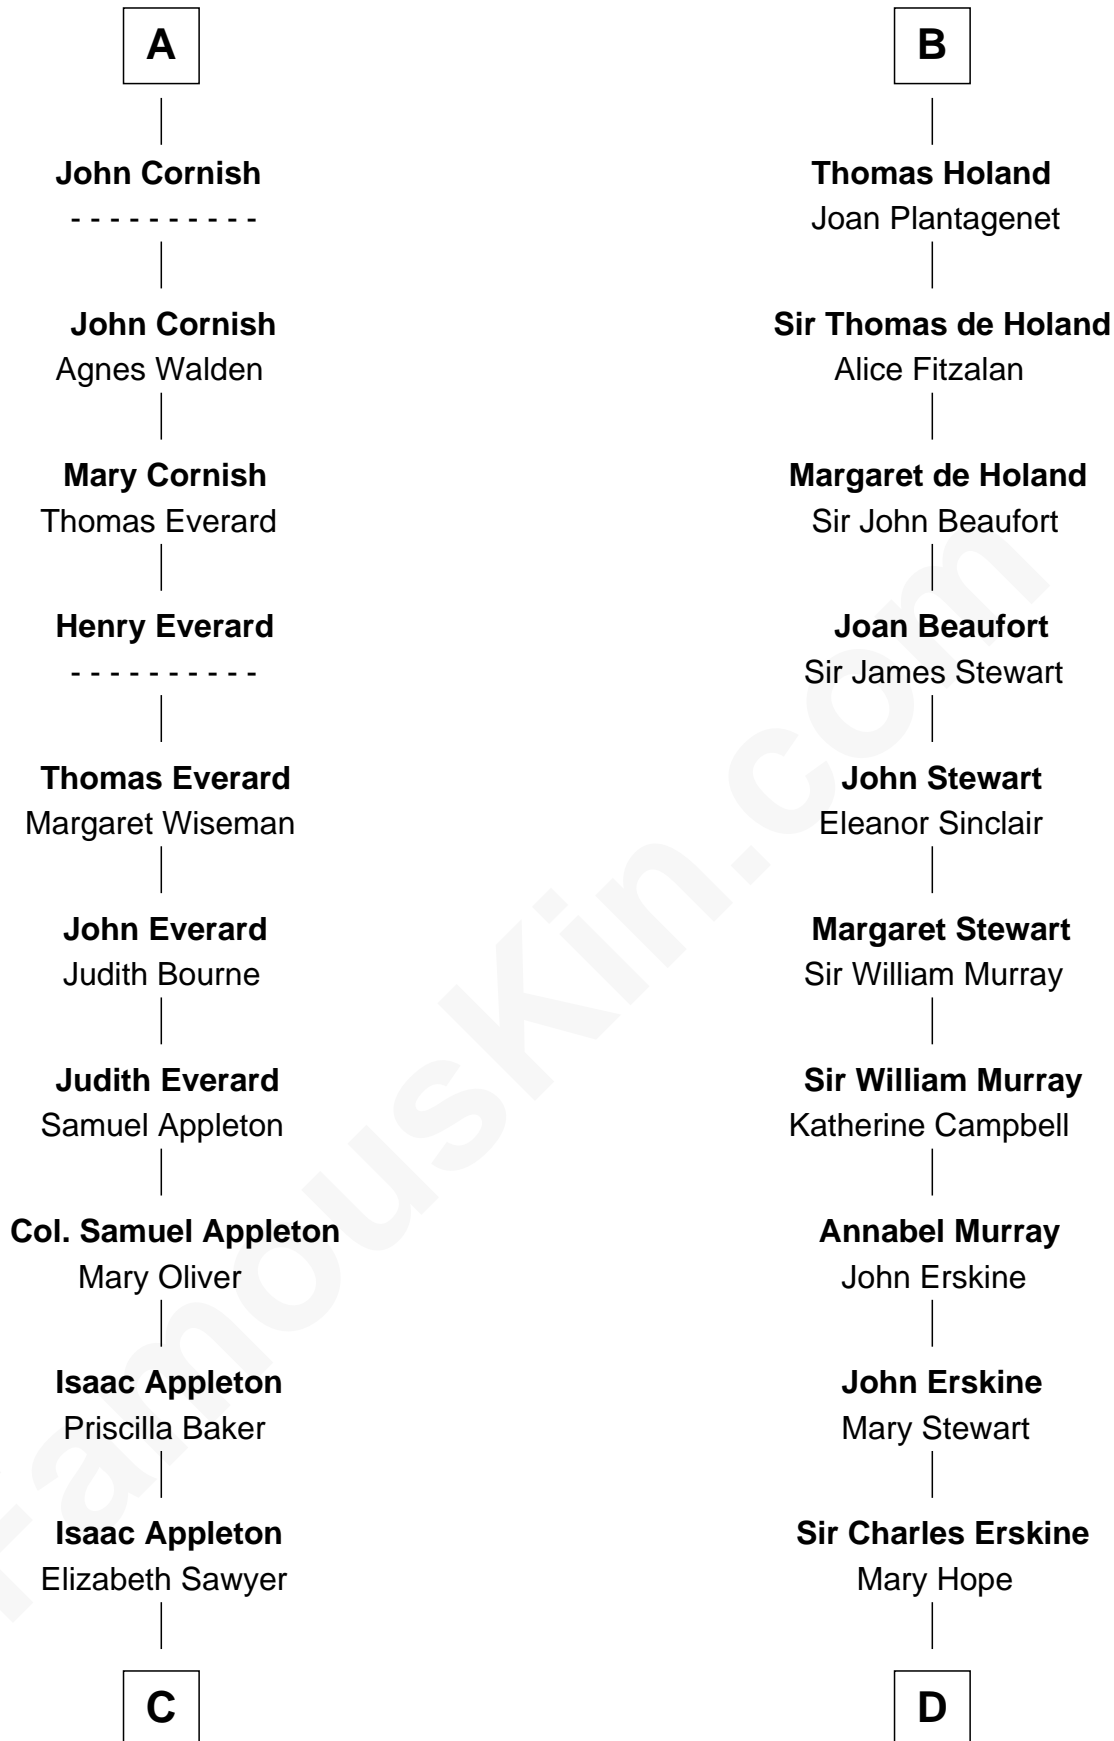 A
John Cornish
- - - - - - - - - -
John Cornish
Agnes Walden
Mary Cornish
Thomas Everard
Henry Everard
- - - - - - - - - -
Thomas Everard
Margaret Wiseman
John Everard
Judith Bourne
Judith Everard
Samuel Appleton
Col. Samuel Appleton
Mary Oliver
Isaac Appleton
Priscilla Baker
Isaac Appleton
Elizabeth Sawyer
C
B
Thomas Holand
Joan Plantagenet
Sir Thomas de Holand
Alice Fitzalan
Margaret de Holand
Sir John Beaufort
Joan Beaufort
Sir James Stewart
John Stewart
Eleanor Sinclair
Margaret Stewart
Sir William Murray
Sir William Murray
Katherine Campbell
Annabel Murray
John Erskine
John Erskine
Mary Stewart
Sir Charles Erskine
Mary Hope
D
FamousKin.com